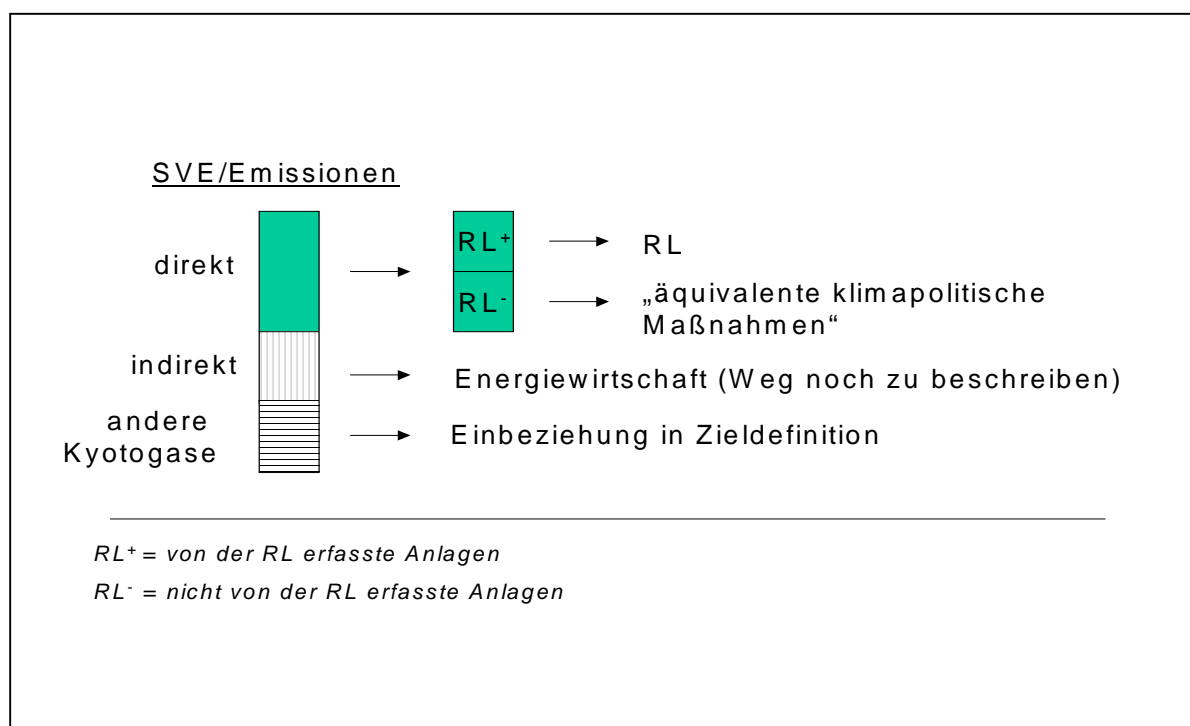 SVE/Emissionen
direkt
RL⁺
RL
RL⁻
„äquivalente klimapolitische
Maßnahmen“
indirekt
Energiewirtschaft (Weg noch zu beschreiben)
andere
Kyotogase
Einbeziehung in Zieldefinition
RL⁺ = von der RL erfasste Anlagen
RL⁻ = nicht von der RL erfasste Anlagen